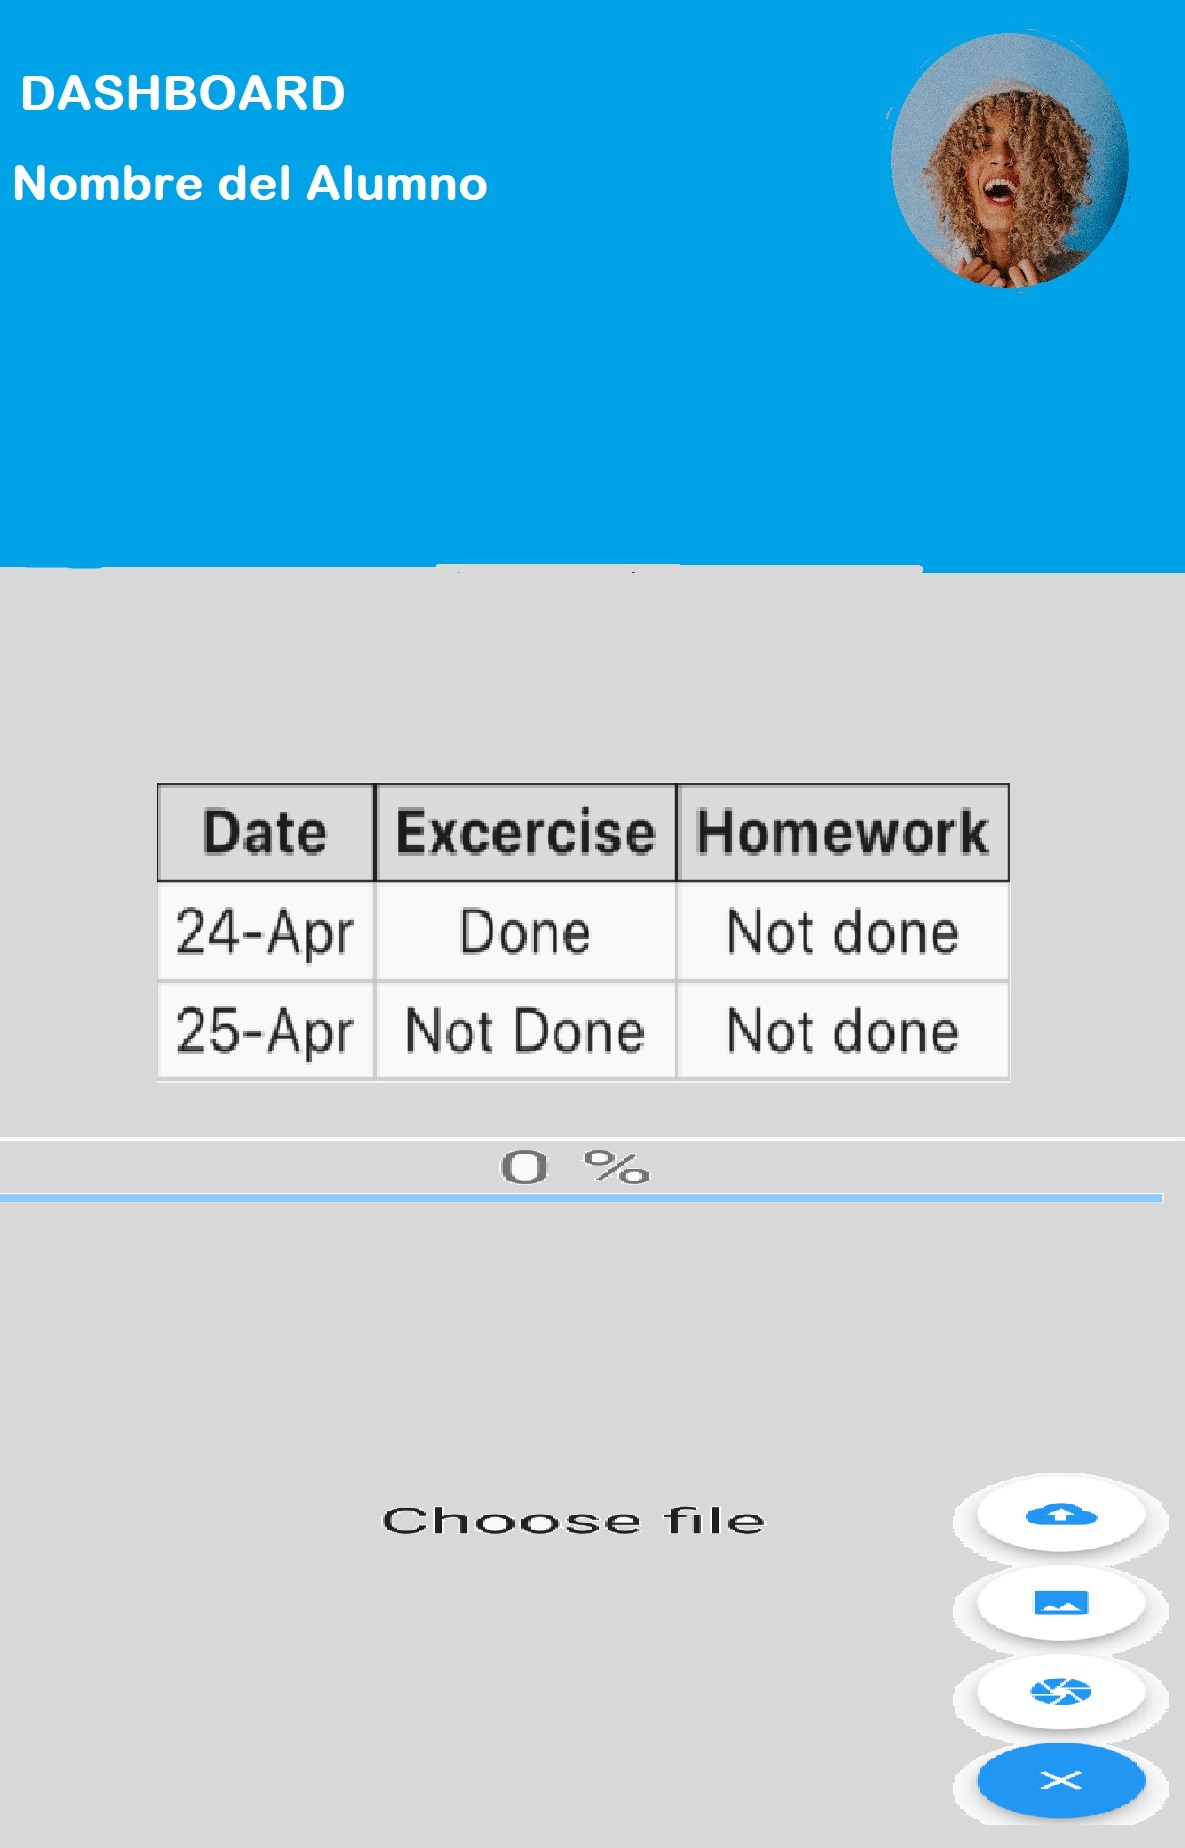 DASHBOARD
Nombre del Alumno
Date Excercise Homework
24-Apr Done Not done
25-Apr Not Done Not done
0 %
Choose file